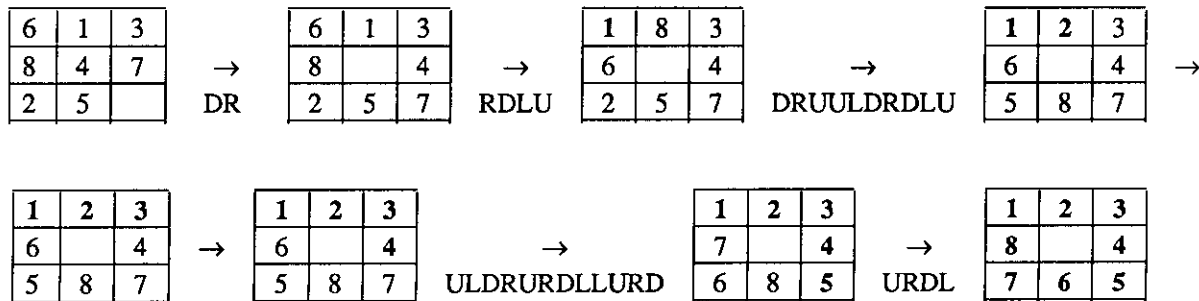 6 1 3 6 1 3 1 8 3 1 2 3
8 4 7 → 8 4 → 6 4 → 6 4 →
2 5 DR 2 5 7 RDLU 2 5 7 DRUULDRDLU 5 8 7
1 2 3 1 2 3 1 2 3 1 2 3
6 4 → 6 4 → 7 4 → 8 4
5 8 7 5 8 7 ULDRURDLLURD 6 8 5 URDL 7 6 5